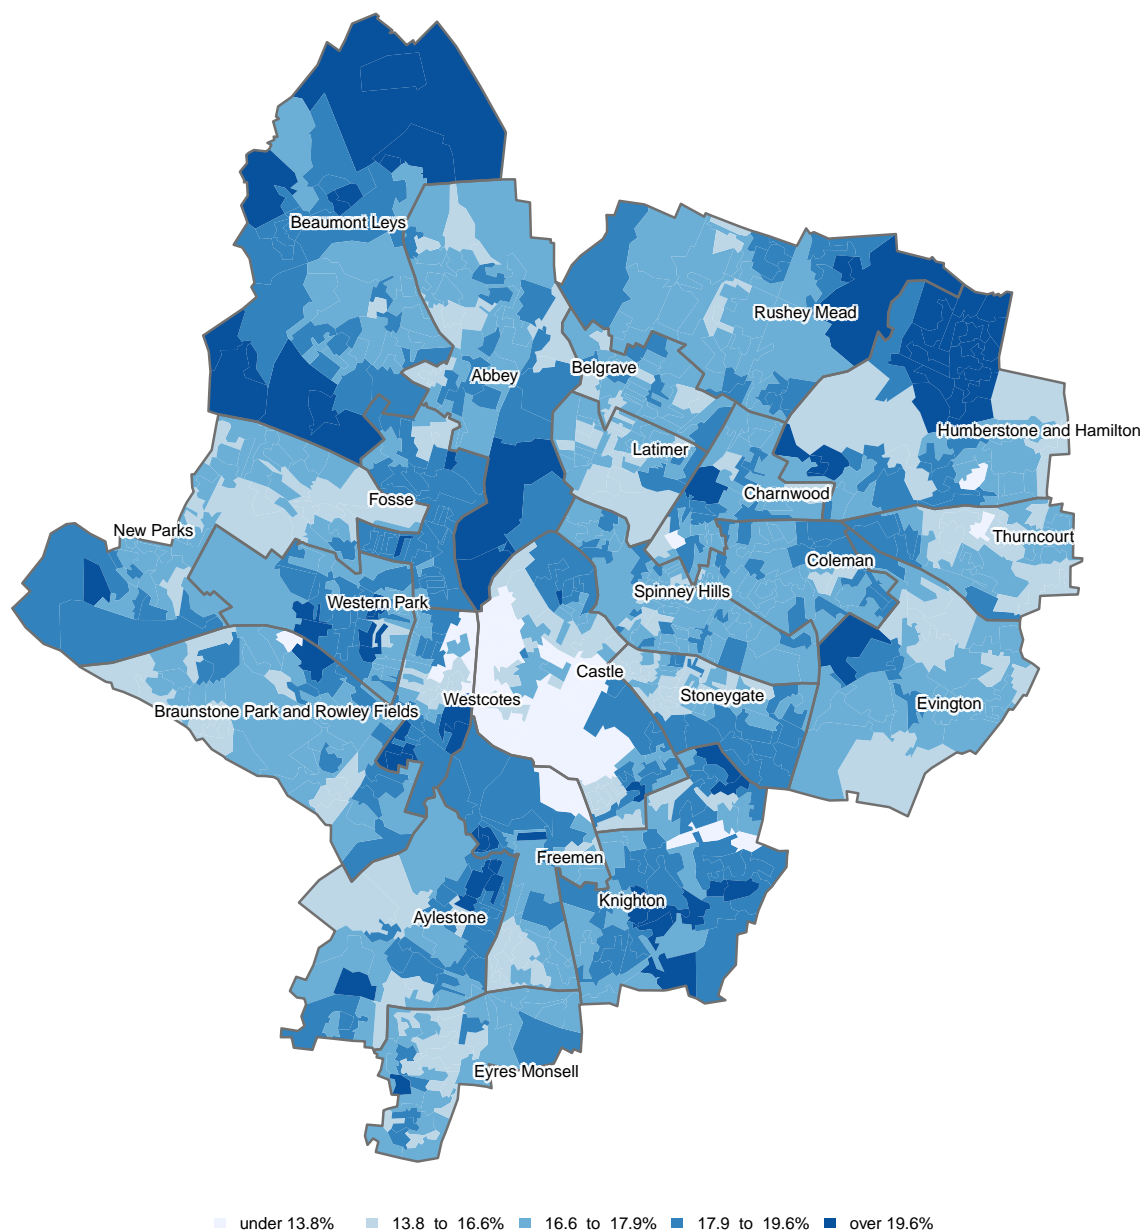 Beaumont Leys
Rushey Mead
Belgrave
Abbey
Humberstone and Hamilton
Latimer
Charnwood
Fosse
New Parks
Thurncourt
Coleman
Spinney Hills
Western Park
Castle
Stoneygate
Westcotes
Evington
Braunstone Park and Rowley Fields
Freemen
Knighton
Aylestone
Eyres Monsell
under 13.8% 13.8 to 16.6% 16.6 to 17.9% 17.9 to 19.6% over 19.6%